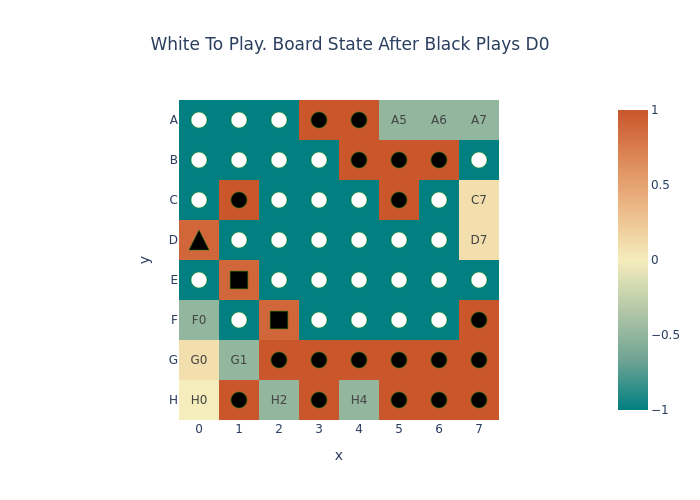 White To Play. Board State After Black Plays D0
A
A5 A6 A7
B
C
C7
D
D7
E
F
F0
G
G0 G1
H
H0 H2 H4
0 1 2 3 4 5 6 7
x
y
1
0.5
0
−0.5
−1